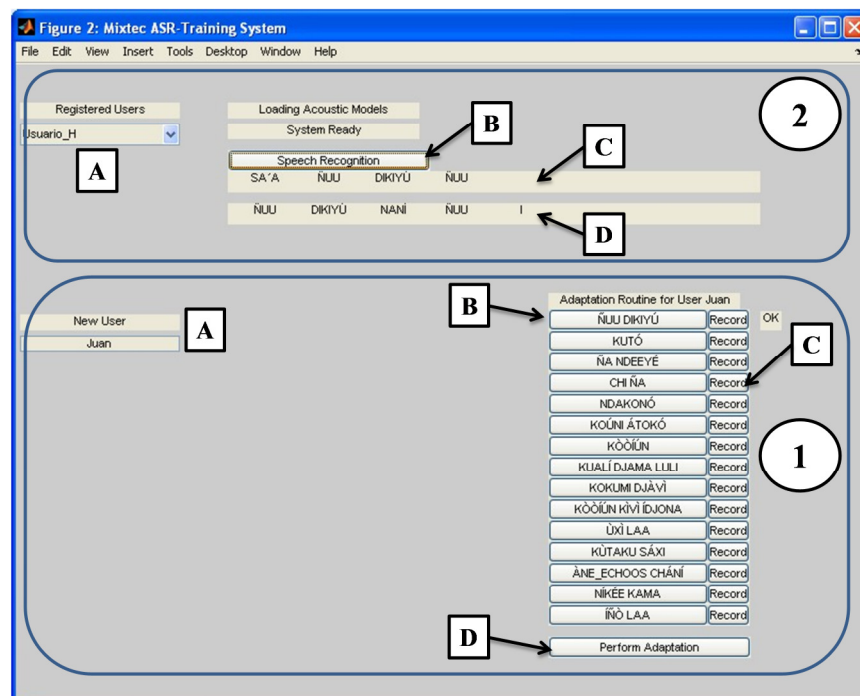 Figure 2: Mixtec ASR-Training System
File Edit View Insert Tools Desktop Window Help
2
Registered Users
Loading Acoustic Models
Usuario_H
System Ready
B
A
Speech Recognition
C
SA´A ÑUU DIKIYÚ ÑUU
ÑUU DIKIYÚ NANÌ ÑUU I
D
Adaptation Routine for User Juan
B
New User
A
ÑUU DIKIYÚ Record OK
Juan
KUTÓ Record
C
ÑA NDEEYÉ Record
CHI ÑA Record
NDAKONÓ Record
KOÚNI ÁTOKÓ Record
KÒÒÍÚN Record
1
KUALÍ DJAMA LULI Record
KOKUMI DJÀVÌ Record
KÒÒÍÚN KÌVÌ ÍDJONA Record
ÙXÌ LAA Record
KÙTAKU SÁXI Record
ÀNE_ECHOOS CHÁNÍ Record
NÍKÉE KAMA Record
ÍÑÒ LAA Record
D
Perform Adaptation